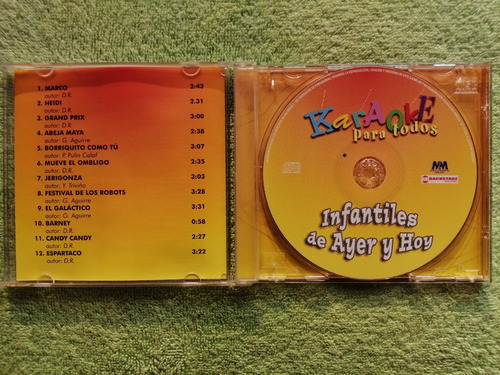 1. MARCO 2:43
autor: D.R.
2. HEIDI 2.31
autor: D.R.
3. GRAND PRIX 3:00
autor: D.R.
4. ABEJA MAYA 2:38
autor: G. Aguirre
5. BORRIQUITO COMO TÚ 3:07
autor: P. Pulin Calaf
6. MUEVE EL OMBLIGO 2:35
autor: D.R.
7. JERIGONZA 3:23
autor: Y. Triviño
8. FESTIVAL DE LOS ROBOTS 3:28
autor: G. Aguirre
9. EL GALÁCTICO 3:31
autor: G. Aguirre
10. BARNEY 0:58
autor: D.R.
11. CANDY CANDY 2:27
autor: D.R.
12. ESPARTACO 3:22
autor: D.R.
KaRAOkE
para todos
MM
BACKSTAGE
Infantiles
de Ayer y Hoy